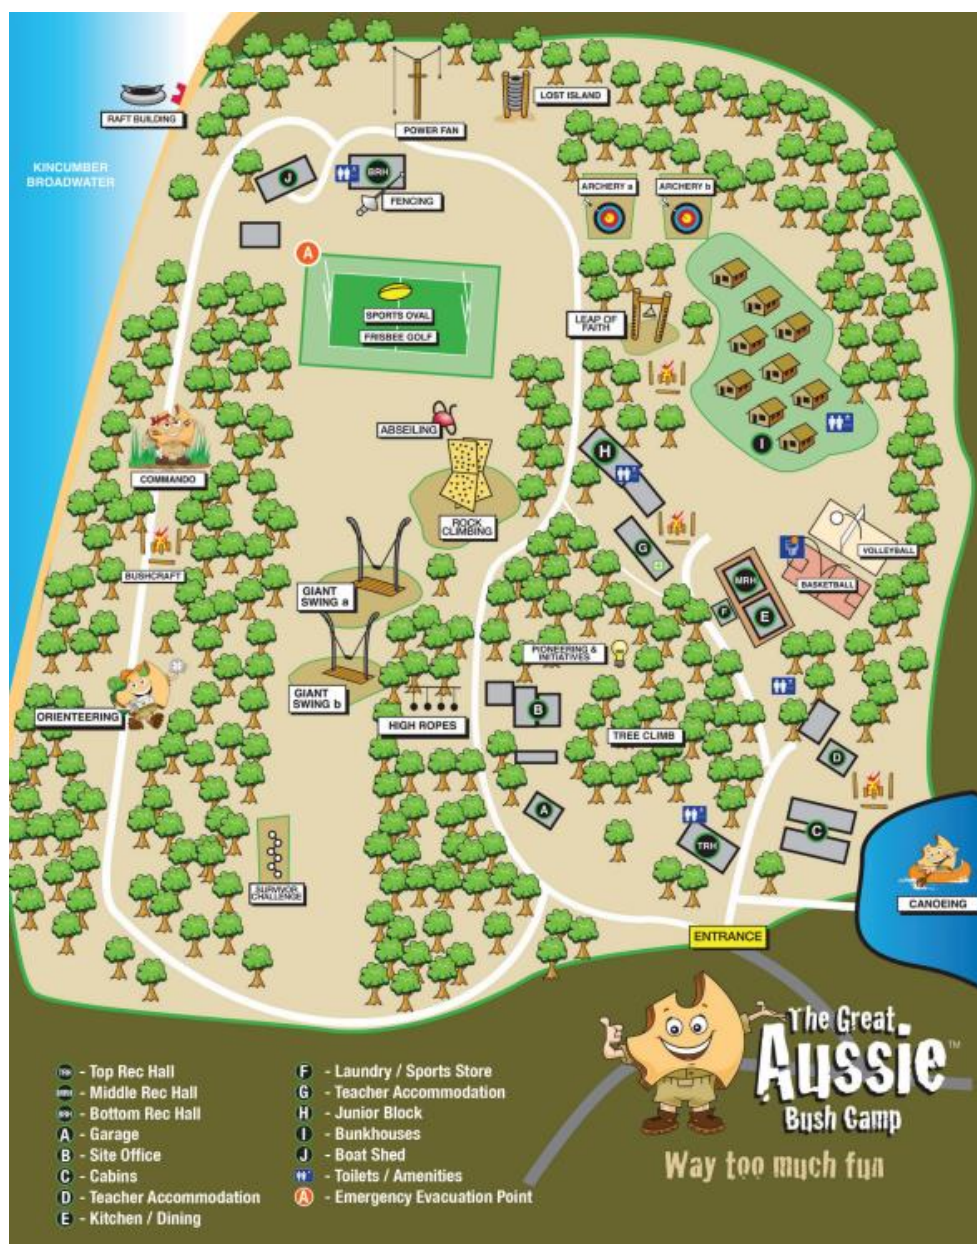 RAFT BUILDING
KINCUMBER
BROADWATER
POWER FAN
LOST ISLAND
J
BRH
FENCING
ARCHERY a
ARCHERY b
A
SPORTS OVAL
FRISBEE GOLF
LEAP OF
FAITH
ABSEILING
I
H
COMMANDO
ROCK
CLIMBING
G
VOLLEYBALL
BUSHCRAFT
MRH
BASKETBALL
GIANT
SWING a
F
E
PIONEERING &
INITIATIVES
GIANT
SWING b
ORIENTEERING
HIGH ROPES
B
TREE CLIMB
D
A
C
TRH
SURVIVOR
CHALLENGE
CANOEING
ENTRANCE
The Great
Aussie™
Bush Camp
Way too much fun
TRH - Top Rec Hall
MRH - Middle Rec Hall
BRH - Bottom Rec Hall
A - Garage
B - Site Office
C - Cabins
D - Teacher Accommodation
E - Kitchen / Dining
F - Laundry / Sports Store
G - Teacher Accommodation
H - Junior Block
I - Bunkhouses
J - Boat Shed
- Toilets / Amenities
A - Emergency Evacuation Point